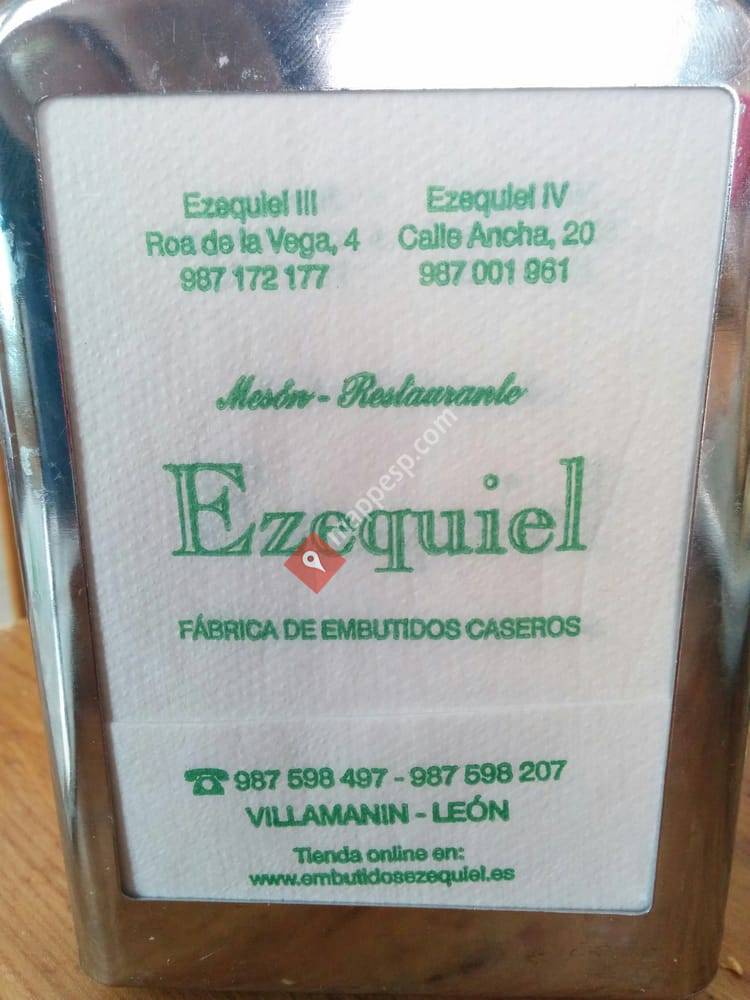 Ezequiel III
Roa de la Vega, 4
987 172 177
Ezequiel IV
Calle Ancha, 20
987 001 961
Mesón - Restaurante
Ezequiel
mappesp.com
FÁBRICA DE EMBUTIDOS CASEROS
☎ 987 598 497 - 987 598 207
VILLAMANIN - LEÓN
Tienda online en:
www.embutidosezequiel.es